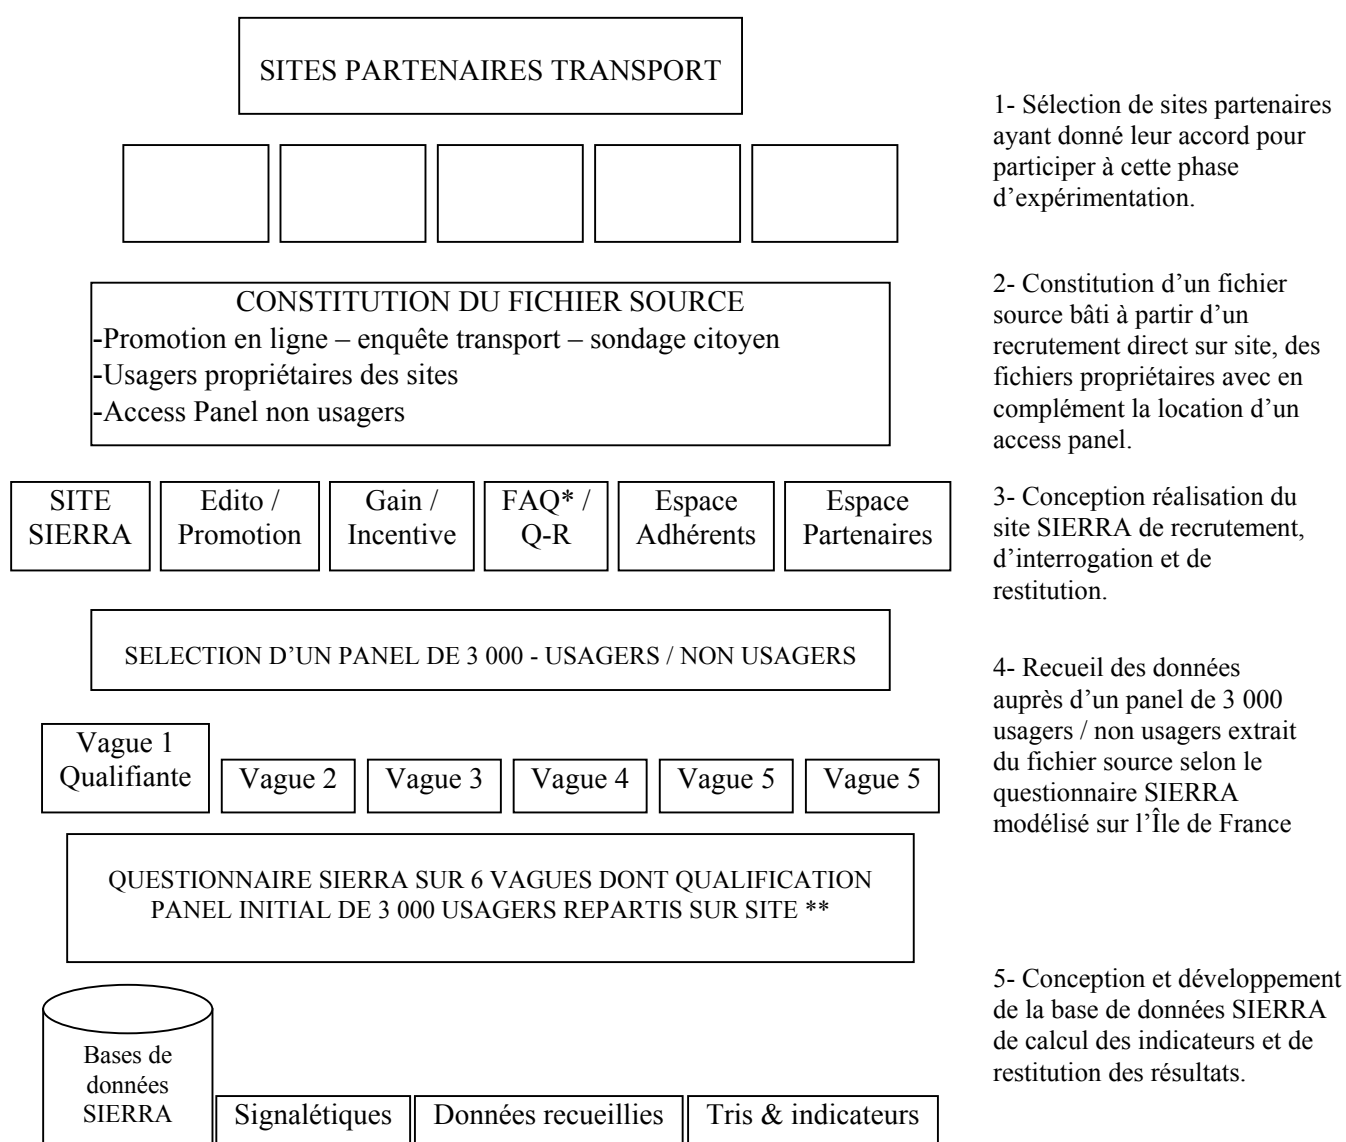 SITES PARTENAIRES TRANSPORT
1- Sélection de sites partenaires
ayant donné leur accord pour
participer à cette phase
d’expérimentation.
CONSTITUTION DU FICHIER SOURCE
-Promotion en ligne – enquête transport – sondage citoyen
-Usagers propriétaires des sites
-Access Panel non usagers
2- Constitution d’un fichier
source bâti à partir d’un
recrutement direct sur site, des
fichiers propriétaires avec en
complément la location d’un
access panel.
SITE
SIERRA
Edito /
Promotion
Gain /
Incentive
FAQ* /
Q-R
Espace
Adhérents
Espace
Partenaires
3- Conception réalisation du
site SIERRA de recrutement,
d’interrogation et de
restitution.
SELECTION D’UN PANEL DE 3 000 - USAGERS / NON USAGERS
4- Recueil des données
auprès d’un panel de 3 000
usagers / non usagers extrait
du fichier source selon le
questionnaire SIERRA
modélisé sur l’Île de France
Vague 1
Qualifiante
Vague 2
Vague 3
Vague 4
Vague 5
Vague 5
QUESTIONNAIRE SIERRA SUR 6 VAGUES DONT QUALIFICATION
PANEL INITIAL DE 3 000 USAGERS REPARTIS SUR SITE **
5- Conception et développement
de la base de données SIERRA
de calcul des indicateurs et de
restitution des résultats.
Bases de
données
SIERRA
Signalétiques
Données recueillies
Tris & indicateurs